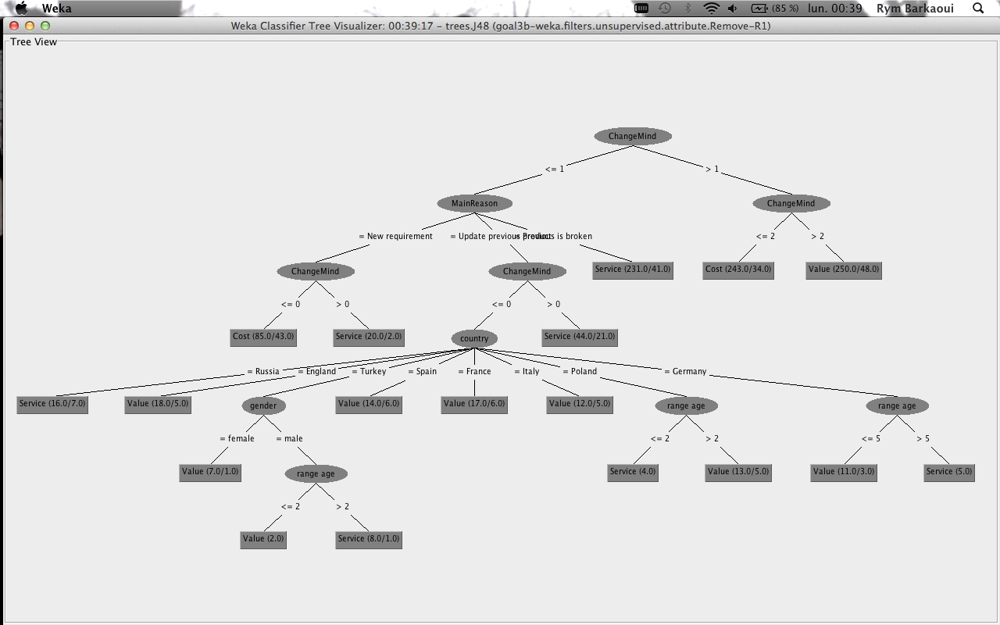 Weka
(85 %) lun. 00:39 Rym Barkaoui
Weka Classifier Tree Visualizer: 00:39:17 – trees.J48 (goal3b-weka.filters.unsupervised.attribute.Remove-R1)
Tree View
ChangeMind
<= 1 > 1
MainReason ChangeMind
= New requirement = Update previous Product = Product is broken <= 2 > 2
ChangeMind ChangeMind Service (231.0/41.0) Cost (243.0/34.0) Value (250.0/48.0)
<= 0 > 0 <= 0 > 0
Cost (85.0/43.0) Service (20.0/2.0) country Service (44.0/21.0)
= Russia = England = Turkey = Spain = France = Italy = Poland = Germany
Service (16.0/7.0) Value (18.0/5.0) gender Value (14.0/6.0) Value (17.0/6.0) Value (12.0/5.0) range age range age
= female = male <= 2 > 2 <= 5 > 5
Value (7.0/1.0) range age Service (4.0) Value (13.0/5.0) Value (11.0/3.0) Service (5.0)
<= 2 > 2
Value (2.0) Service (8.0/1.0)